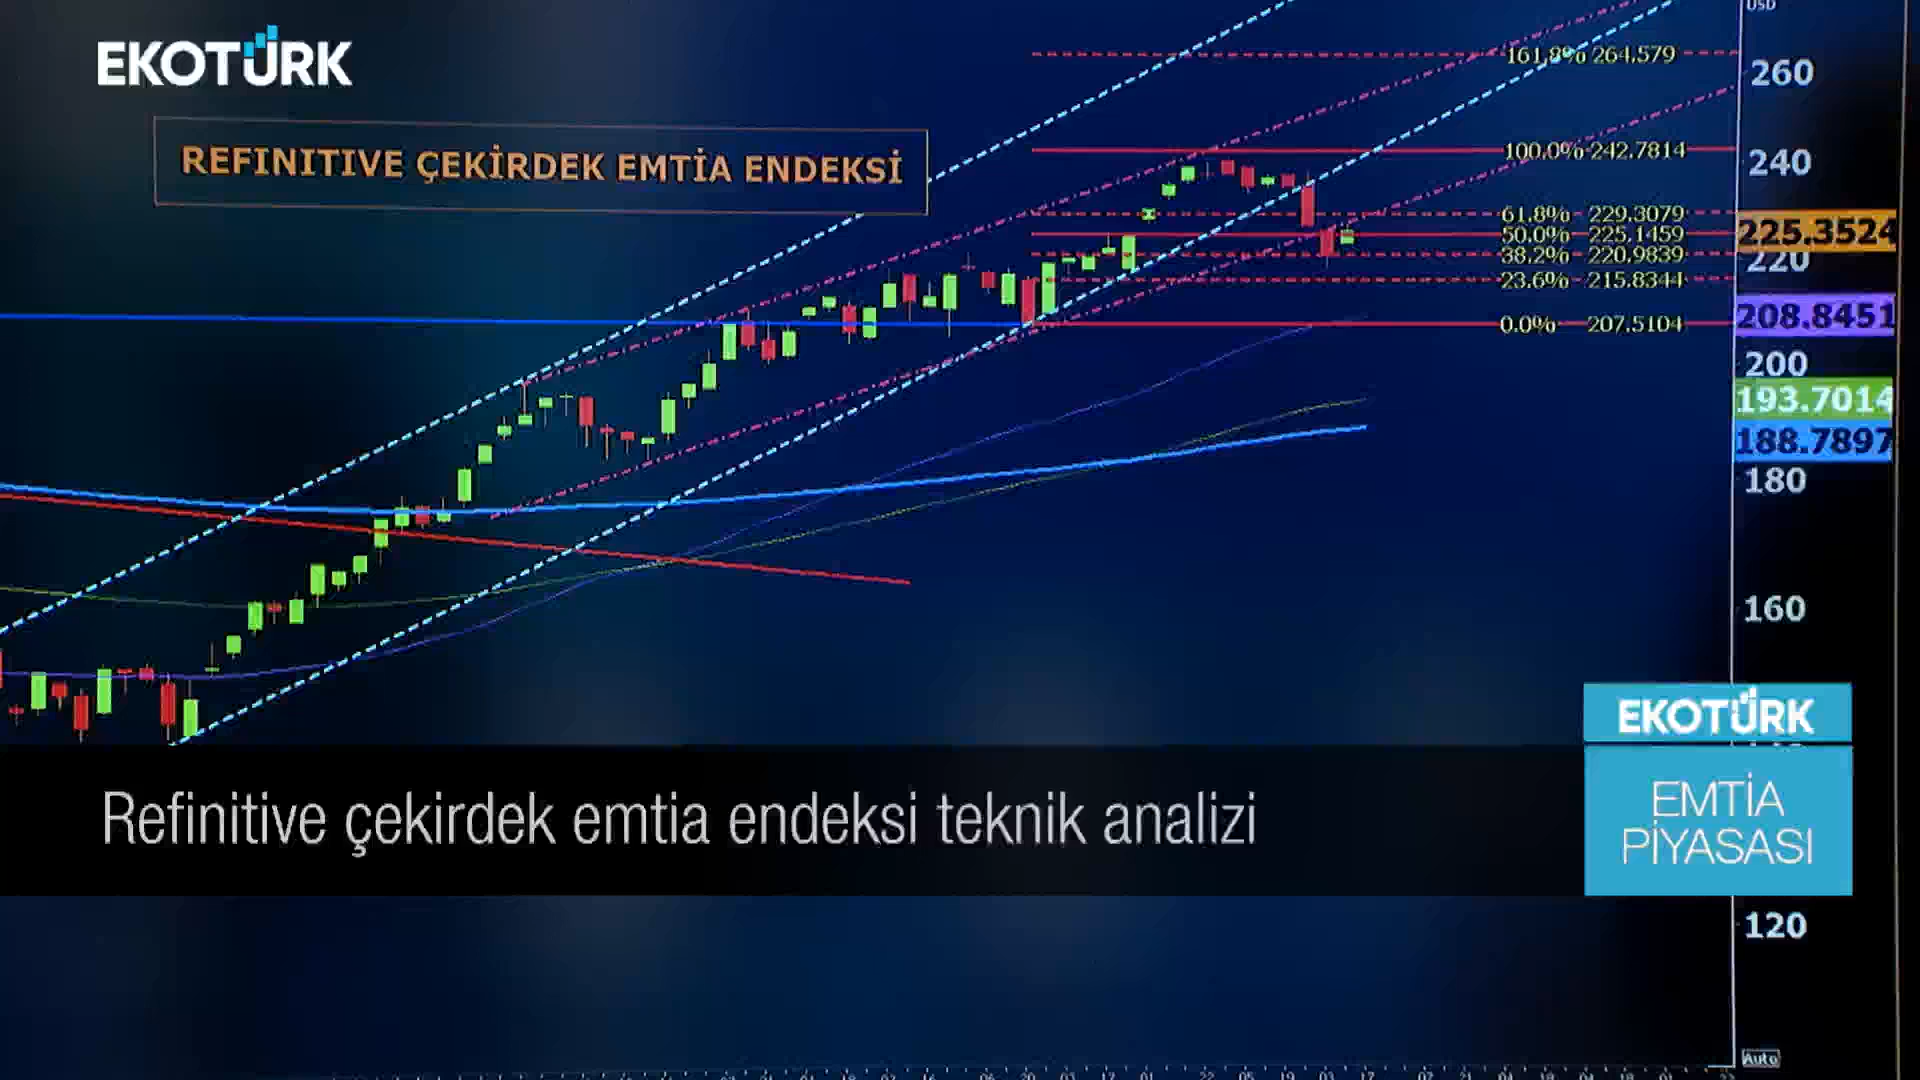 EKOTÜRK
USD
REFINITIVE ÇEKİRDEK EMTİA ENDEKSİ
161.8% 264.579
260
100.0% 242.7814
240
61.8% 229.3079
50.0% 225.1459
225.3524
38.2% 220.9839
220
23.6% 215.8344
0.0% 207.5104
208.8451
200
193.7014
188.7897
180
160
EKOTÜRK
Refinitive çekirdek emtia endeksi teknik analizi
EMTİA
PİYASASI
120
Auto